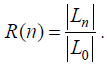 R(n) = |L_n| / |L_0| .